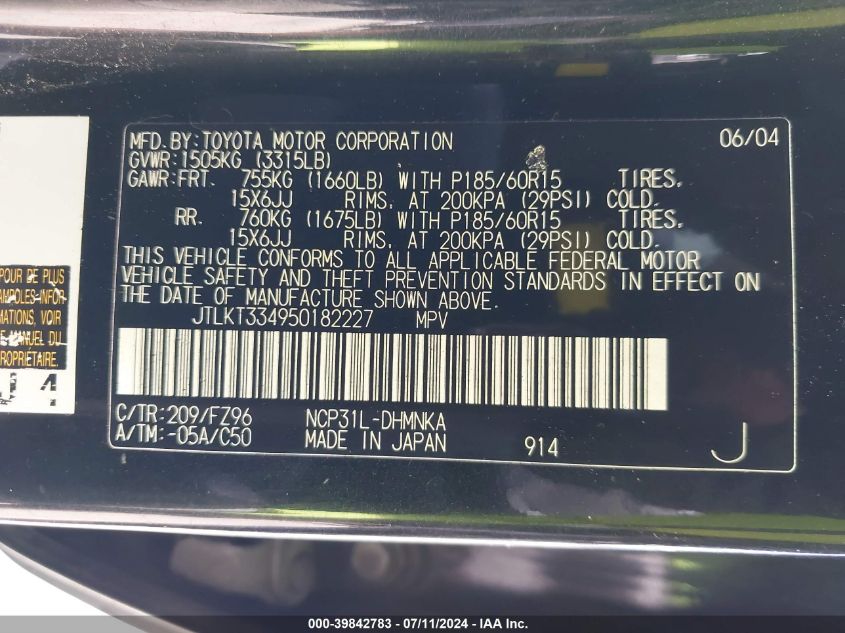 MFD.BY:TOYOTA MOTOR CORPORATION 06/04
GVWR:1505KG (3315LB)
GAWR:FRT. 755KG (1660LB) WITH P185/60R15 TIRES,
15X6JJ RIMS, AT 200KPA (29PSI) COLD.
RR. 760KG (1675LB) WITH P185/60R15 TIRES,
15X6JJ RIMS, AT 200KPA (29PSI) COLD.
THIS VEHICLE CONFORMS TO ALL APPLICABLE FEDERAL MOTOR
VEHICLE SAFETY AND THEFT PREVENTION STANDARDS IN EFFECT ON
THE DATE OF MANUFACTURE SHOWN ABOVE.
JTLKT334950182227 MPV
C/TR:209/FZ96 NCP31L-DHMNKA
A/TM:-05A/C50 MADE IN JAPAN 914 J
POUR DE PLUS
AMPOLES-INFOR-
MATIONS, VOIR
E MANUEL DU
PROPRIÉTAIRE.
000-39842783 - 07/11/2024 - IAA Inc.